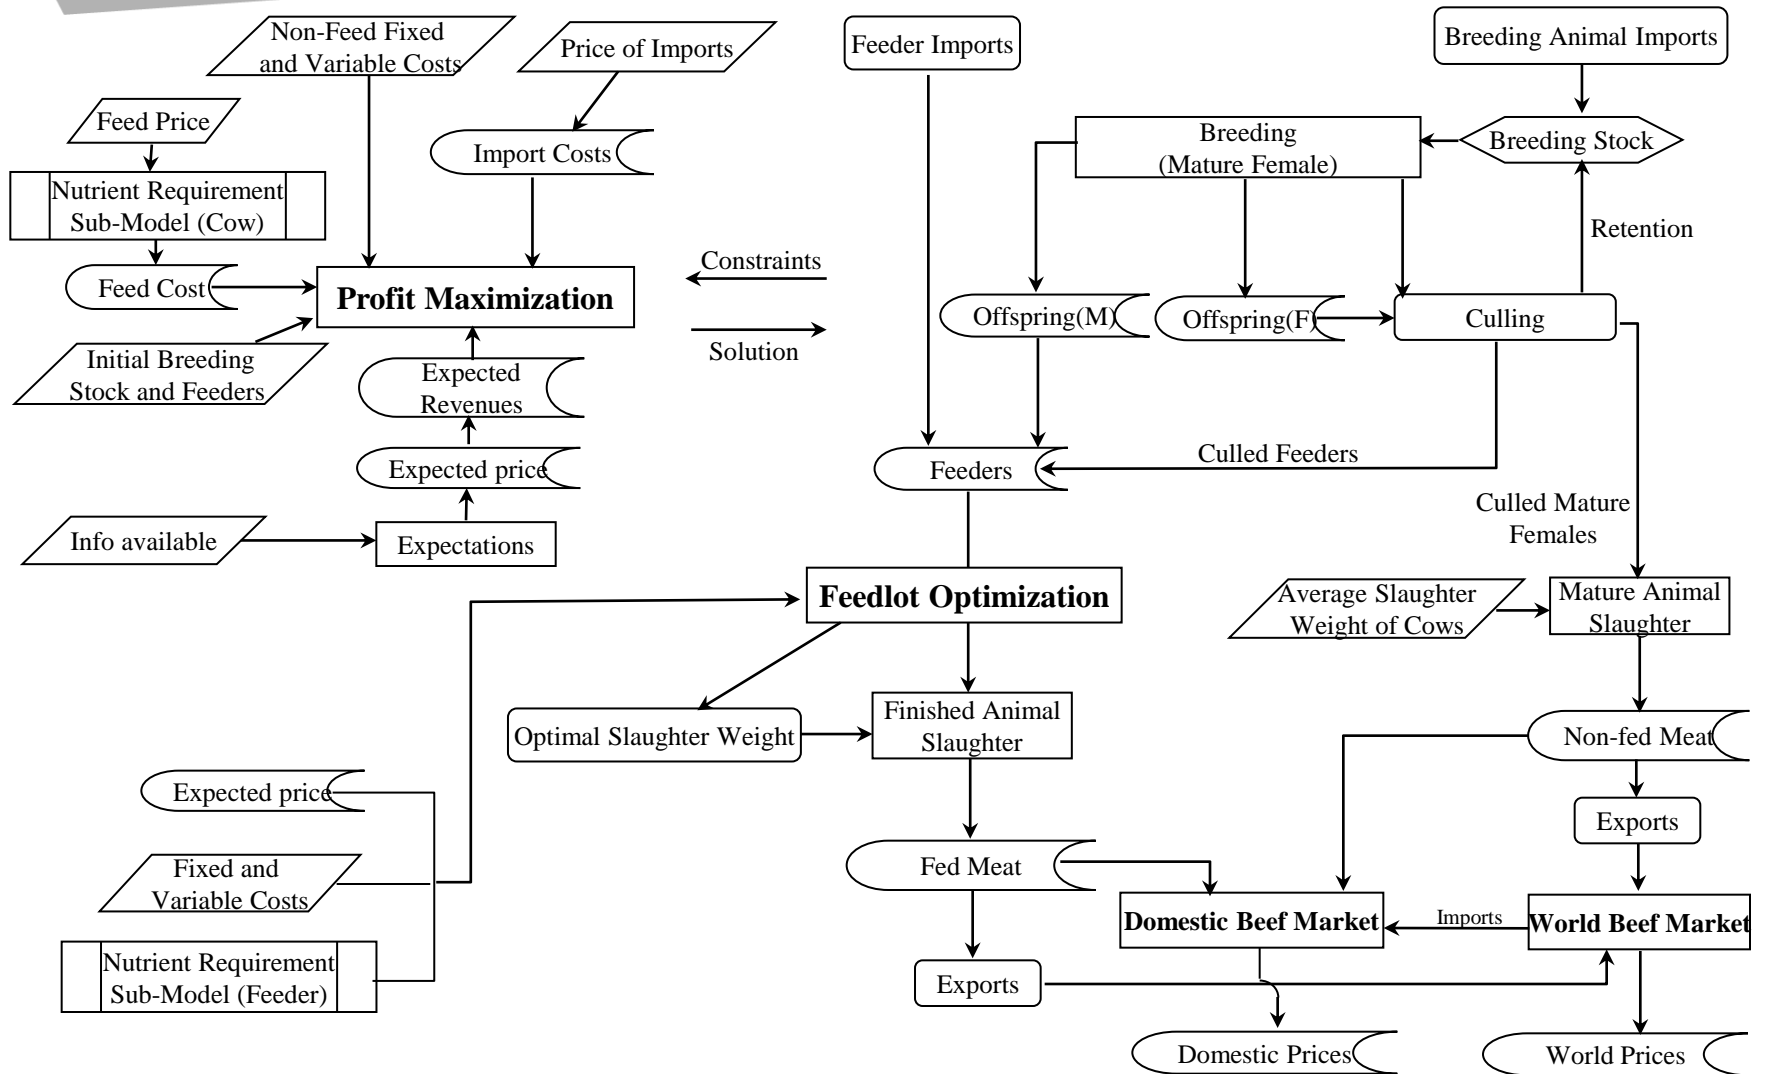 Non-Feed Fixed
and Variable Costs
Price of Imports
Feeder Imports
Breeding Animal Imports
Feed Price
Import Costs
Breeding
(Mature Female)
Breeding Stock
Nutrient Requirement
Sub-Model (Cow)
Retention
Feed Cost
Profit Maximization
Constraints
Solution
Offspring(M)
Offspring(F)
Culling
Initial Breeding
Stock and Feeders
Expected
Revenues
Expected price
Feeders
Culled Feeders
Culled Mature
Females
Info available
Expectations
Feedlot Optimization
Average Slaughter
Weight of Cows
Mature Animal
Slaughter
Optimal Slaughter Weight
Finished Animal
Slaughter
Non-fed Meat
Expected price
Exports
Fixed and
Variable Costs
Fed Meat
Domestic Beef Market
Imports
World Beef Market
Nutrient Requirement
Sub-Model (Feeder)
Exports
Domestic Prices
World Prices